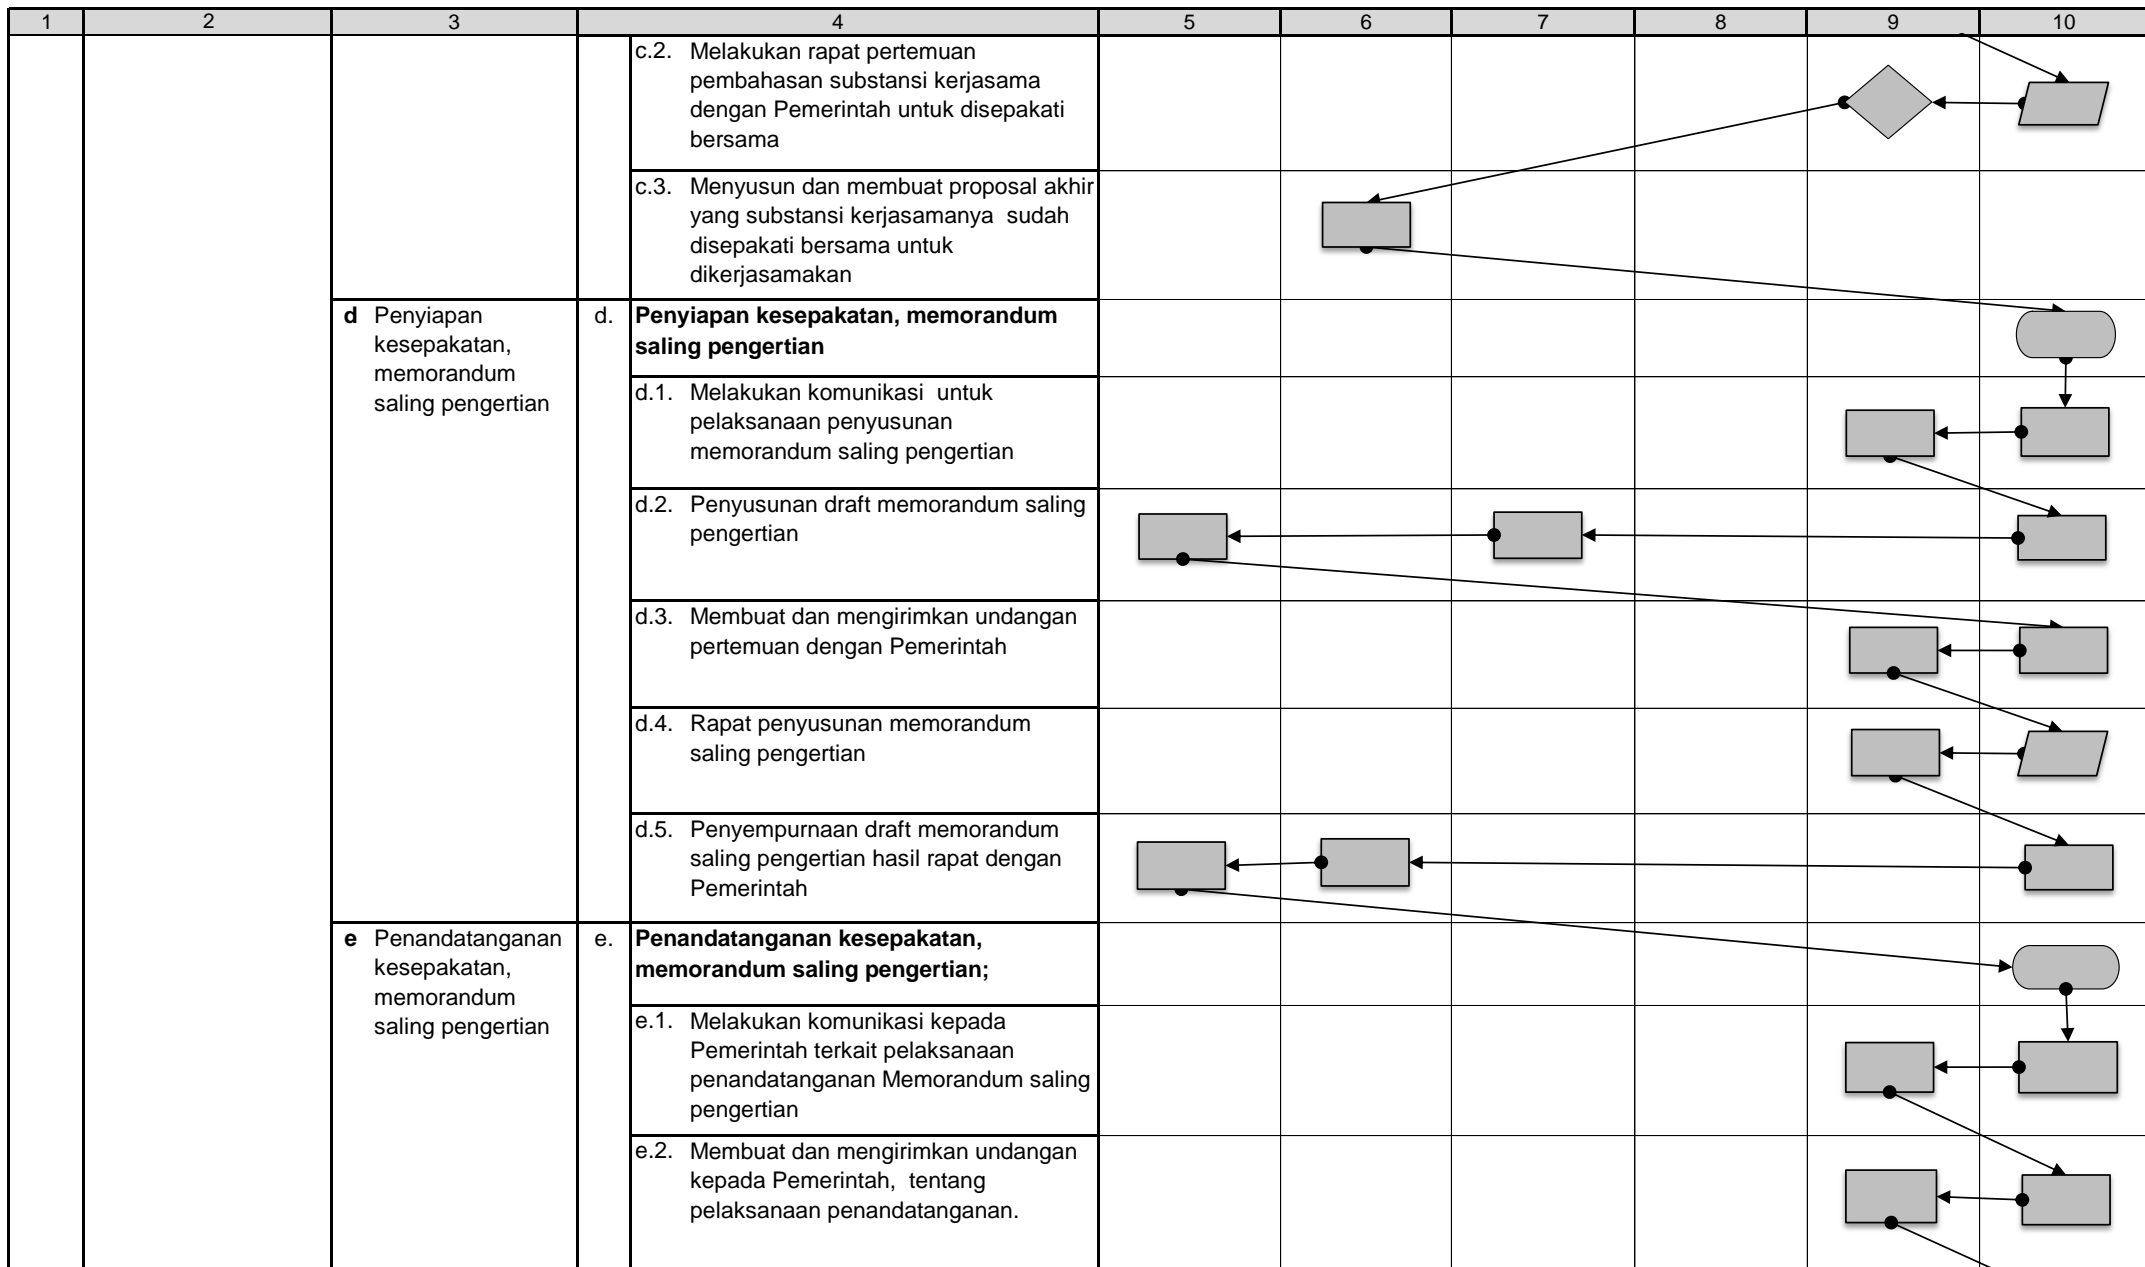 1 2 3 4 5 6 7 8 9 10
c.2. Melakukan rapat pertemuan
pembahasan substansi kerjasama
dengan Pemerintah untuk disepakati
bersama
c.3. Menyusun dan membuat proposal akhir
yang substansi kerjasamanya sudah
disepakati bersama untuk
dikerjasamakan
d Penyiapan
kesepakatan,
memorandum
saling pengertian
d. Penyiapan kesepakatan, memorandum
saling pengertian
d.1. Melakukan komunikasi untuk
pelaksanaan penyusunan
memorandum saling pengertian
d.2. Penyusunan draft memorandum saling
pengertian
d.3. Membuat dan mengirimkan undangan
pertemuan dengan Pemerintah
d.4. Rapat penyusunan memorandum
saling pengertian
d.5. Penyempurnaan draft memorandum
saling pengertian hasil rapat dengan
Pemerintah
e Penandatanganan
kesepakatan,
memorandum
saling pengertian
e. Penandatanganan kesepakatan,
memorandum saling pengertian;
e.1. Melakukan komunikasi kepada
Pemerintah terkait pelaksanaan
penandatanganan Memorandum saling
pengertian
e.2. Membuat dan mengirimkan undangan
kepada Pemerintah, tentang
pelaksanaan penandatanganan.